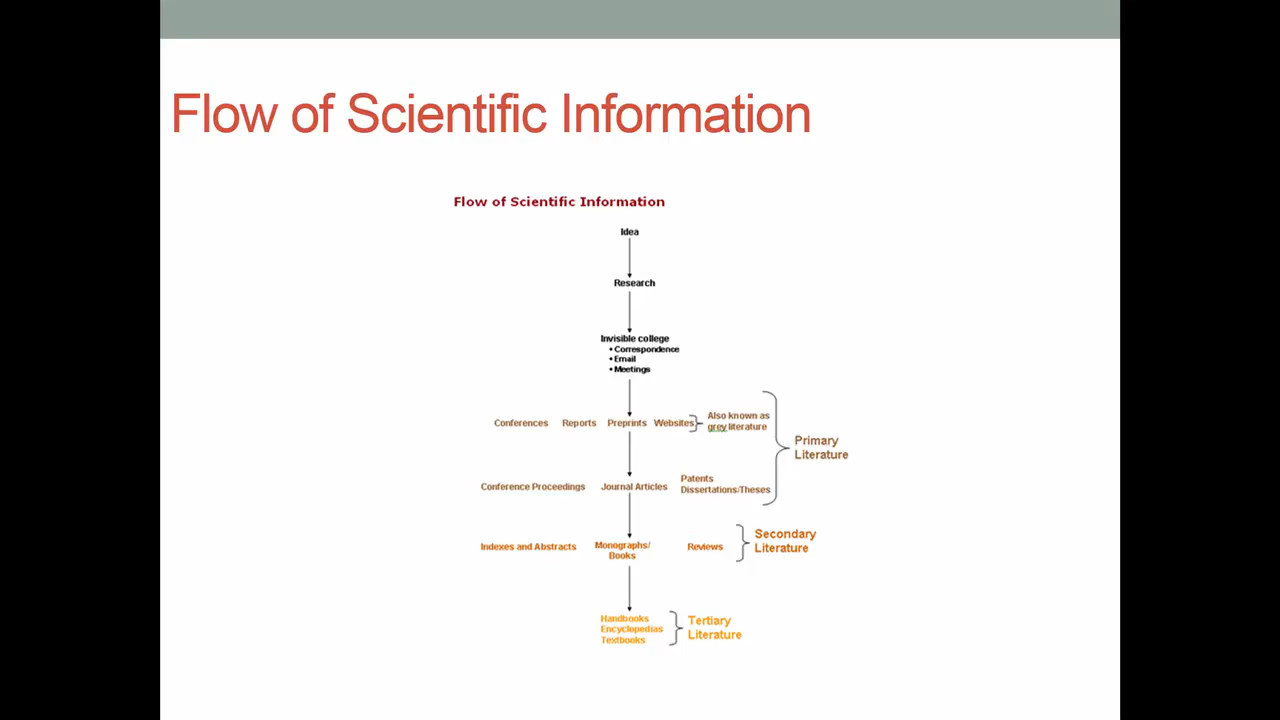 Flow of Scientific Information
Flow of Scientific Information
Idea
Research
Invisible college
• Correspondence
• Email
• Meetings
Conferences Reports Preprints Websites
Also known as
grey literature
Primary
Literature
Conference Proceedings Journal Articles
Patents
Dissertations/Theses
Indexes and Abstracts
Monographs/
Books
Reviews
Secondary
Literature
Handbooks
Encyclopedias
Textbooks
Tertiary
Literature